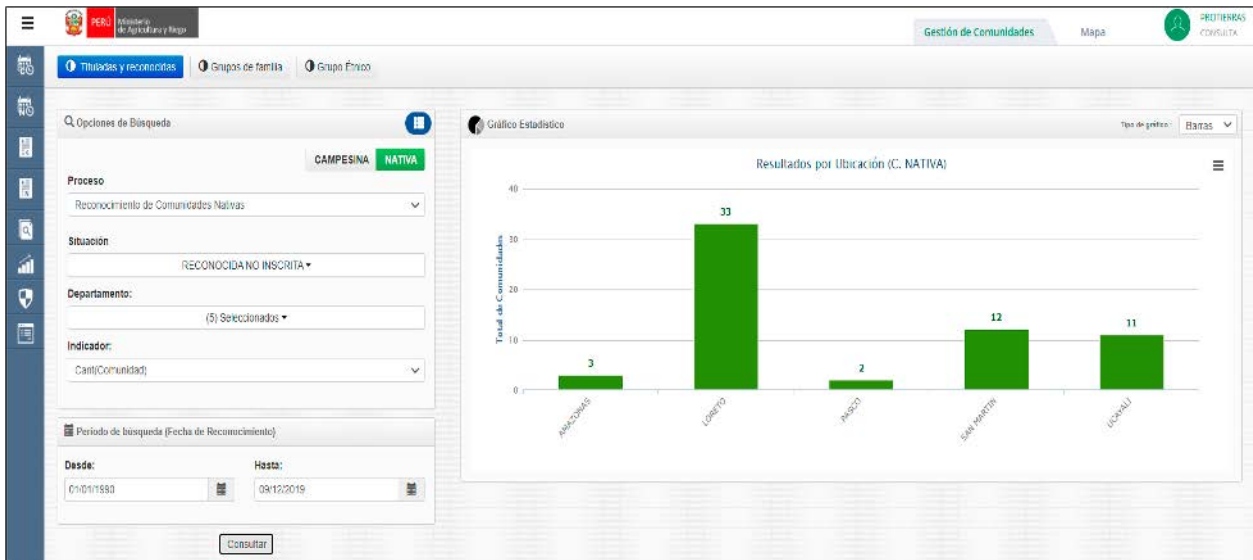 PERÚ
Ministerio
de Agricultura y Riego
Gestión de Comunidades
Mapa
PROTIERRAS
CONSULTA
Tituladas y reconocidas
Grupos de familia
Grupo Étnico
Opciones de Búsqueda
CAMPESINA
NATIVA
Proceso
Reconocimiento de Comunidades Nativas
Situación
RECONOCIDA NO INSCRITA
Departamento:
(5) Seleccionados
Indicador:
Cant(Comunidad)
Periodo de búsqueda (Fecha de Reconocimiento)
Desde:
Hasta:
09/12/2019
Consultar
Gráfico Estadístico
Tipo de gráfico :
Barras
Resultados por Ubicación (C. NATIVA)
Total de Comunidades
40
30
20
10
0
3
33
2
12
11
AMAZONAS
LORETO
PASCO
SAN MARTIN
UCAYALI